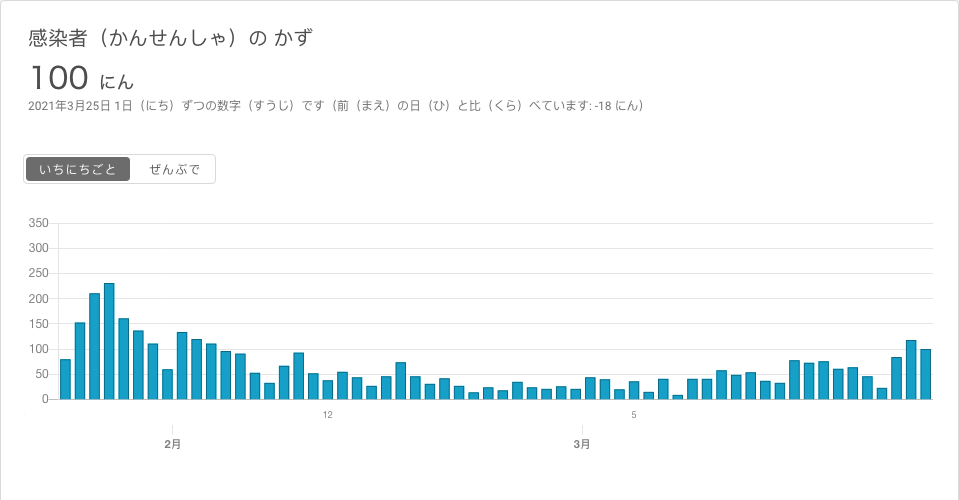 感染者（かんせんしゃ）の かず
100 にん
2021年3月25日 1日（にち）ずつの数字（すうじ）です（前（まえ）の日（ひ）と比（くら）べています: -18 にん）
いちにちごと ぜんぶで
350
300
250
200
150
100
50
0
12 5
2月 3月